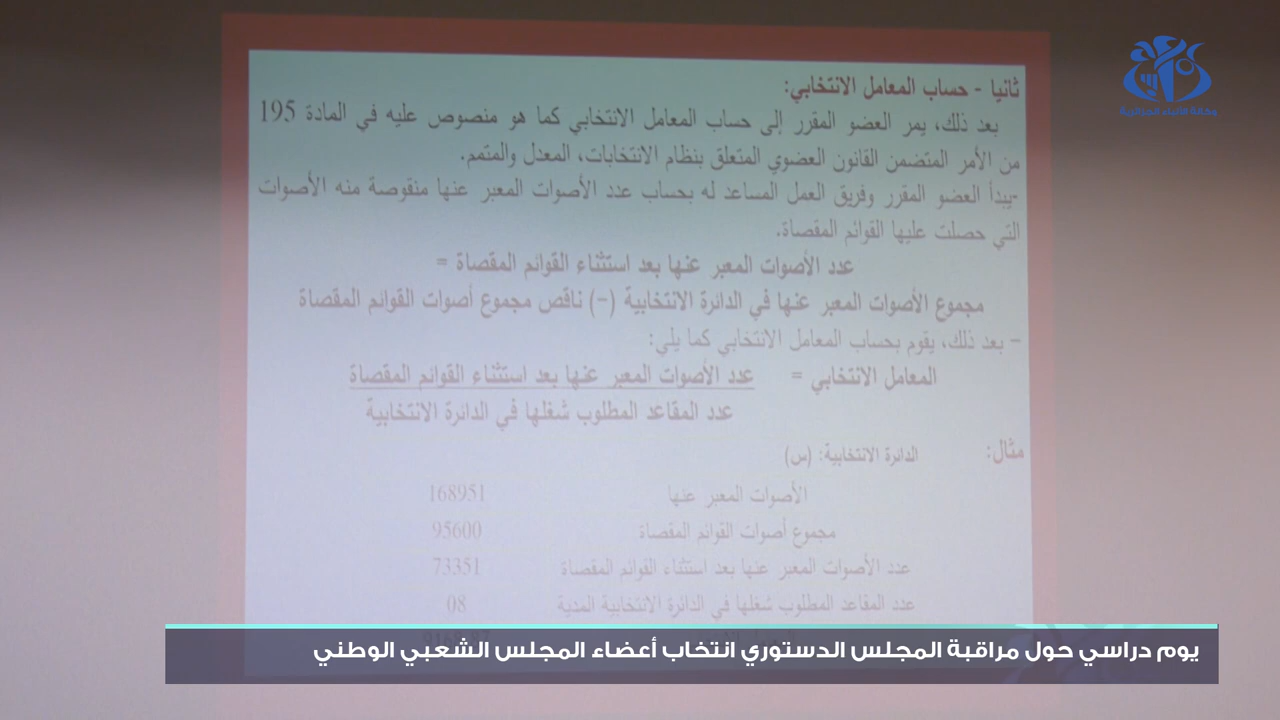 وكالة الأنباء الجزائرية
ثانيا - حساب المعامل الانتخابي:
بعد ذلك، يمر العضو المقرر إلى حساب المعامل الانتخابي كما هو منصوص عليه في المادة 195
من الأمر المتضمن القانون العضوي المتعلق بنظام الانتخابات، المعدل والمتمم.
-يبدأ العضو المقرر وفريق العمل المساعد له بحساب عدد الأصوات المعبر عنها منقوصة منه الأصوات
التي حصلت عليها القوائم المقصاة.
عدد الأصوات المعبر عنها بعد استثناء القوائم المقصاة =
مجموع الأصوات المعبر عنها في الدائرة الانتخابية (-) ناقص مجموع أصوات القوائم المقصاة
- بعد ذلك، يقوم بحساب المعامل الانتخابي كما يلي:
المعامل الانتخابي = عدد الأصوات المعبر عنها بعد استثناء القوائم المقصاة
عدد المقاعد المطلوب شغلها في الدائرة الانتخابية
مثال: الدائرة الانتخابية: (س)
الأصوات المعبر عنها 168951
مجموع أصوات القوائم المقصاة 95600
عدد الأصوات المعبر عنها بعد استثناء القوائم المقصاة 73351
عدد المقاعد المطلوب شغلها في الدائرة الانتخابية المدية 08
يوم دراسي حول مراقبة المجلس الدستوري انتخاب أعضاء المجلس الشعبي الوطني